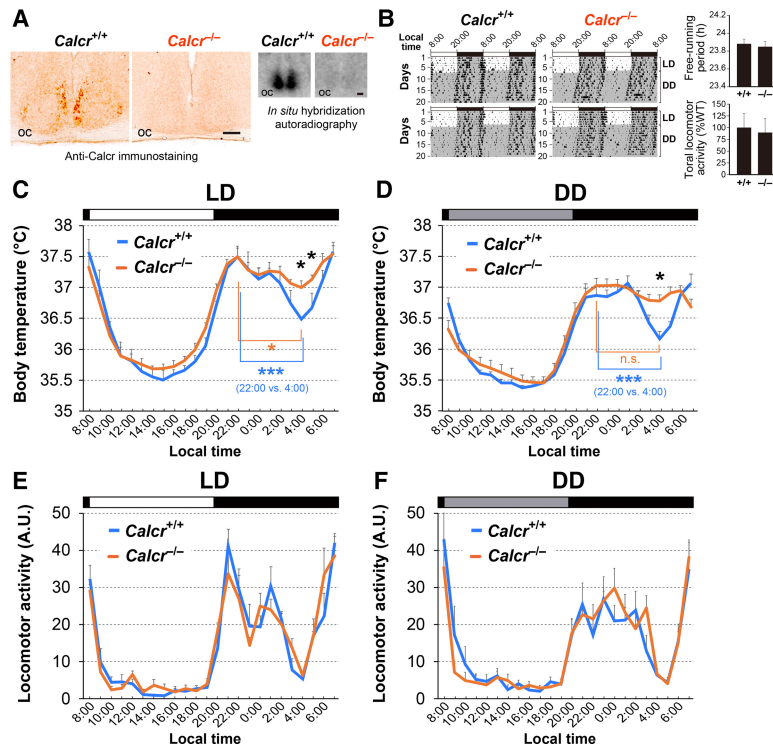 A
Calcr+/+
Calcr–/–
OC
OC
Anti-Calcr immunostaining
Calcr+/+
Calcr–/–
OC
OC
In situ hybridization
autoradiography
B
Calcr+/+
Calcr–/–
Local
time
8:00
20:00
8:00
20:00
8:00
8:00
20:00
8:00
20:00
8:00
Days
1
5
10
15
20
LD
DD
Days
1
5
10
15
20
LD
DD
Free-running
period (h)
24.2
24
23.8
23.6
23.4
+/+
–/–
Toral locomotor
acrivity (%WT)
150
100
50
0
+/+
–/–
C
LD
Body temperature (°C)
38
37.5
37
36.5
36
35.5
35
Calcr+/+
Calcr–/–
*
*
*
***
(22:00 vs. 4:00)
8:00
10:00
12:00
14:00
16:00
18:00
20:00
22:00
0:00
2:00
4:00
6:00
Local time
D
DD
Body temperature (°C)
38
37.5
37
36.5
36
35.5
35
Calcr+/+
Calcr–/–
*
n.s.
***
(22:00 vs. 4:00)
8:00
10:00
12:00
14:00
16:00
18:00
20:00
22:00
0:00
2:00
4:00
6:00
Local time
E
LD
Locomotor activity (A.U.)
50
40
30
20
10
0
Calcr+/+
Calcr–/–
8:00
10:00
12:00
14:00
16:00
18:00
20:00
22:00
0:00
2:00
4:00
6:00
Local time
F
DD
Locomotor activity (A.U.)
50
40
30
20
10
0
Calcr+/+
Calcr–/–
8:00
10:00
12:00
14:00
16:00
18:00
20:00
22:00
0:00
2:00
4:00
6:00
Local time